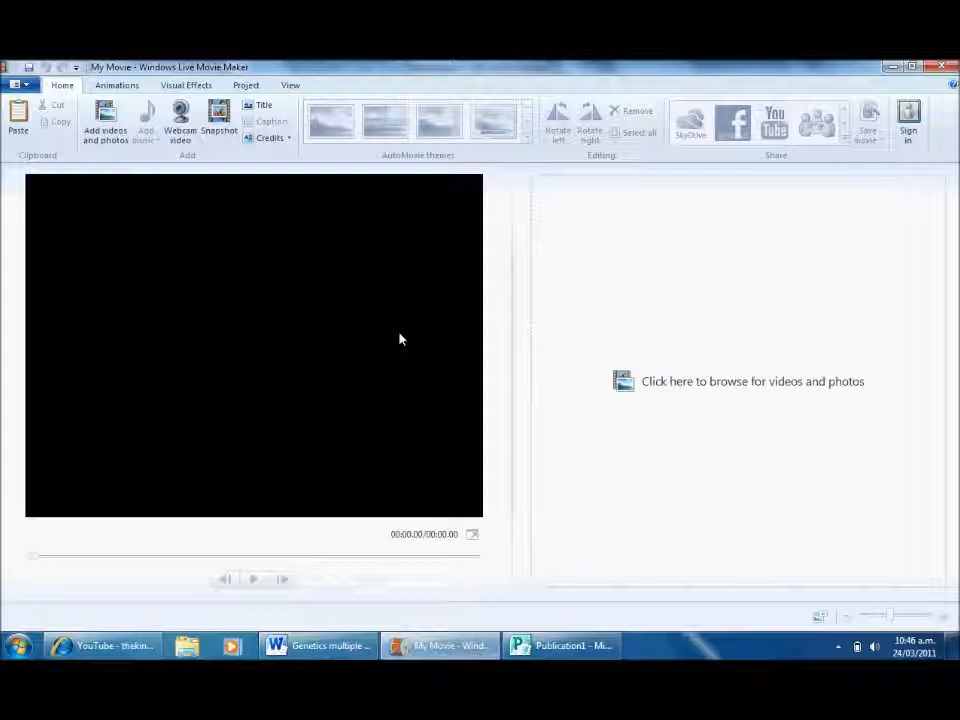 My Movie - Windows Live Movie Maker
Home Animations Visual Effects Project View
Paste
Cut
Copy
Clipboard
Add videos and photos
Add music
Webcam video
Snapshot
Title
Caption
Credits
Add
AutoMovie themes
Rotate left
Rotate right
Remove
Select all
Editing
SkyDrive
You Tube
Share
Save movie
Sign in
Click here to browse for videos and photos
00:00.00/00:00.00
YouTube - thekin...
Genetics multiple ...
My Movie - Wind...
Publication1 - Mi...
10:46 a.m.
24/03/2011